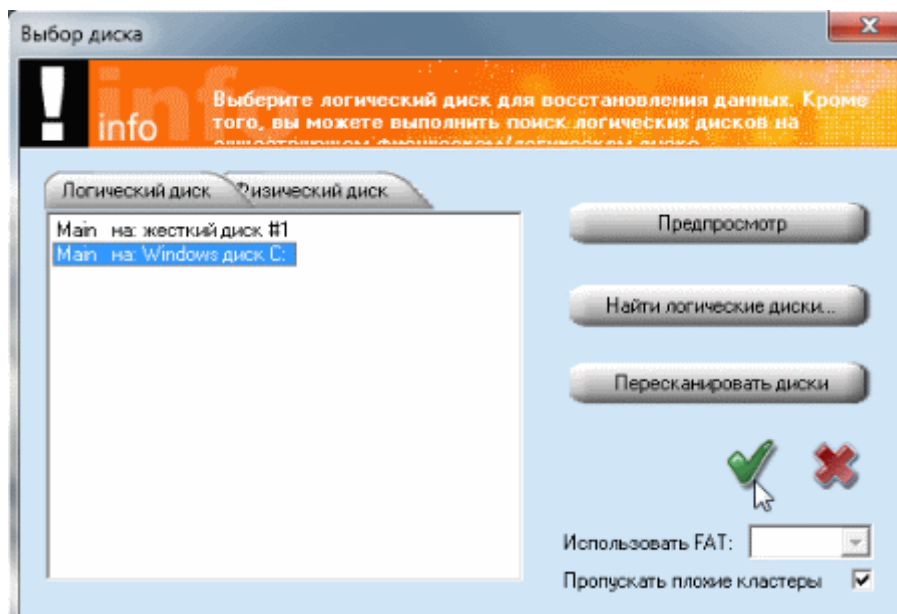 Выбор диска
! info
Выберите логический диск для восстановления данных. Кроме
того, вы можете выполнить поиск логических дисков на
Логический диск
Физический диск
Main на: жесткий диск #1
Main на: Windows диск C:
Предпросмотр
Найти логические диски...
Пересканировать диски
Использовать FAT:
Пропускать плохие кластеры